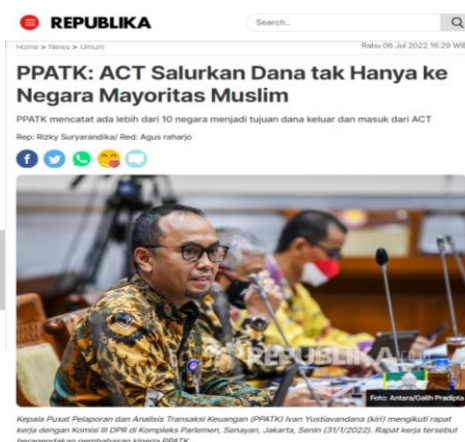 REPUBLIKA
Search..
Home > News > Umum
Rabu 06 Jul 2022 16:29 WIB
PPATK: ACT Salurkan Dana tak Hanya ke
Negara Mayoritas Muslim
PPATK mencatat ada lebih dari 10 negara menjadi tujuan dana keluar dan masuk dari ACT
Rep: Rizky Suryarandika/ Red: Agus raharjo
REPUBLIKA
Foto: Antara/Galih Pradipta
Kepala Pusat Pelaporan dan Analisis Transaksi Keuangan (PPATK) Ivan Yustiavandana (kiri) mengikuti rapat
kerja dengan Komisi III DPR di Kompleks Parlemen, Senayan, Jakarta, Senin (31/1/2022). Rapat kerja tersebut
beragendakan pembahasan kinerja PPATK